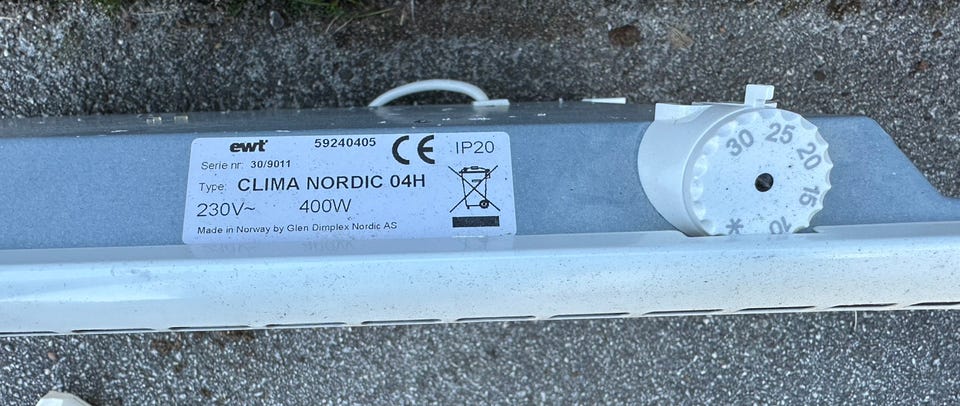 ewt 59240405 CE IP20
Serie nr: 30/9011
Type: CLIMA NORDIC 04H
230V~ 400W
Made in Norway by Glen Dimplex Nordic AS
30 25 20 15 10 *